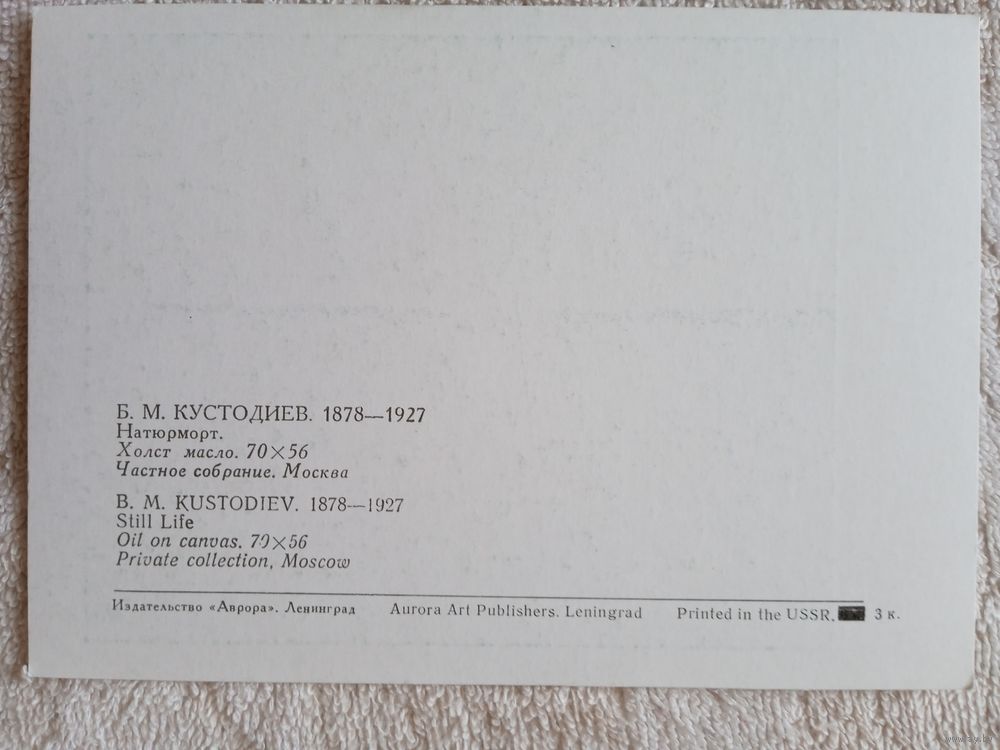 Б. М. КУСТОДИЕВ. 1878—1927
Натюрморт.
Холст масло. 70×56
Частное собрание. Москва
B. M. KUSTODIEV. 1878—1927
Still Life
Oil on canvas. 70×56
Private collection, Moscow
Издательство «Аврора». Ленинград Aurora Art Publishers. Leningrad Printed in the USSR. 3 к.